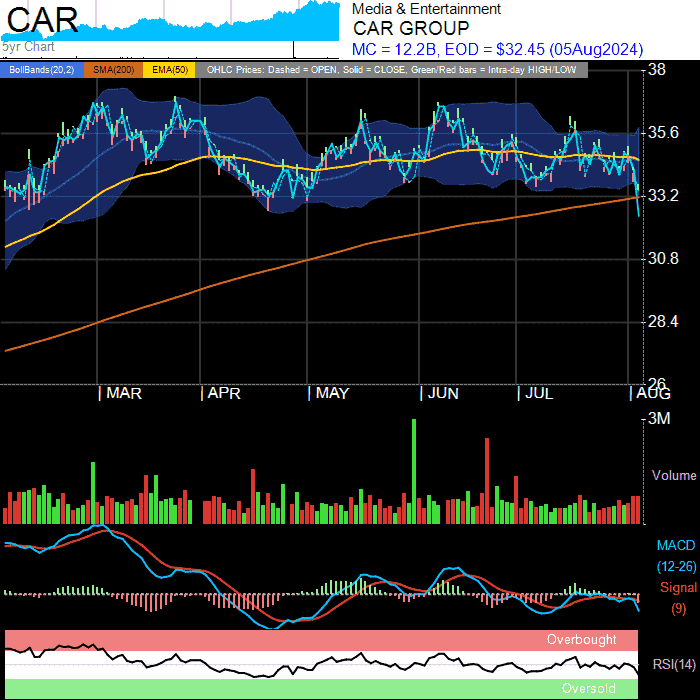 CAR
5yr Chart
Media & Entertainment
CAR GROUP
MC = 12.2B, EOD = $32.45 (05Aug2024)
BollBands(20,2) SMA(200) EMA(50) OHLC Prices: Dashed = OPEN, Solid = CLOSE, Green/Red bars = Intra-day HIGH/LOW
38
35.6
33.2
30.8
28.4
26
| MAR | APR | MAY | JUN | JUL | AUG
3M
Volume
MACD
(12-26)
Signal
(9)
Overbought
RSI(14)
Oversold